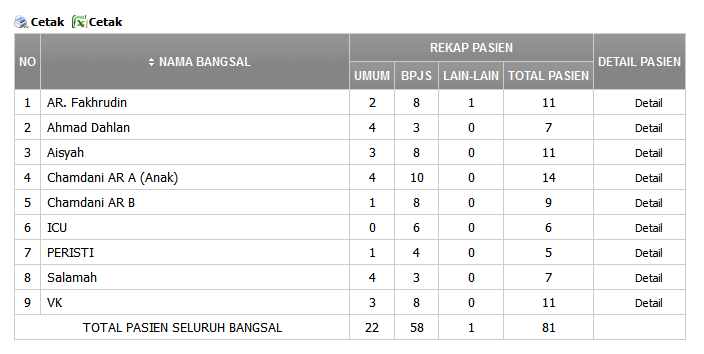 Cetak Cetak
NO NAMA BANGSAL REKAP PASIEN DETAIL PASIEN
UMUM BPJS LAIN-LAIN TOTAL PASIEN
1 AR. Fakhrudin 2 8 1 11 Detail
2 Ahmad Dahlan 4 3 0 7 Detail
3 Aisyah 3 8 0 11 Detail
4 Chamdani AR A (Anak) 4 10 0 14 Detail
5 Chamdani AR B 1 8 0 9 Detail
6 ICU 0 6 0 6 Detail
7 PERISTI 1 4 0 5 Detail
8 Salamah 4 3 0 7 Detail
9 VK 3 8 0 11 Detail
TOTAL PASIEN SELURUH BANGSAL 22 58 1 81